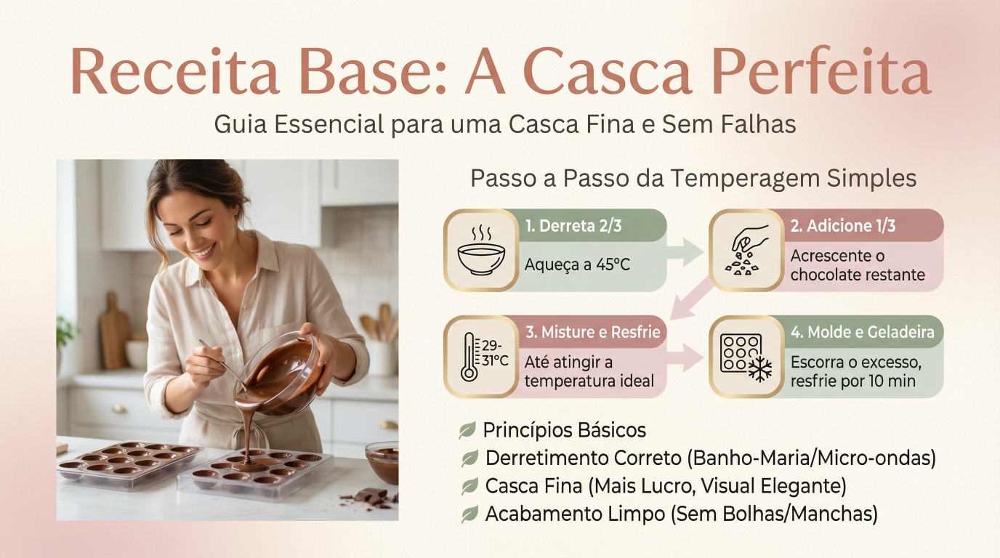 Receita Base: A Casca Perfeita
Guia Essencial para uma Casca Fina e Sem Falhas
Passo a Passo da Temperagem Simples
1. Derreta 2/3
Aqueça a 45°C
2. Adicione 1/3
Acrescente o
chocolate restante
3. Misture e Resfrie
29-
31°C
Até atingir a
temperatura ideal
4. Molde e Geladeira
Escorra o excesso,
resfrie por 10 min
Princípios Básicos
Derretimento Correto (Banho-Maria/Micro-ondas)
Casca Fina (Mais Lucro, Visual Elegante)
Acabamento Limpo (Sem Bolhas/Manchas)